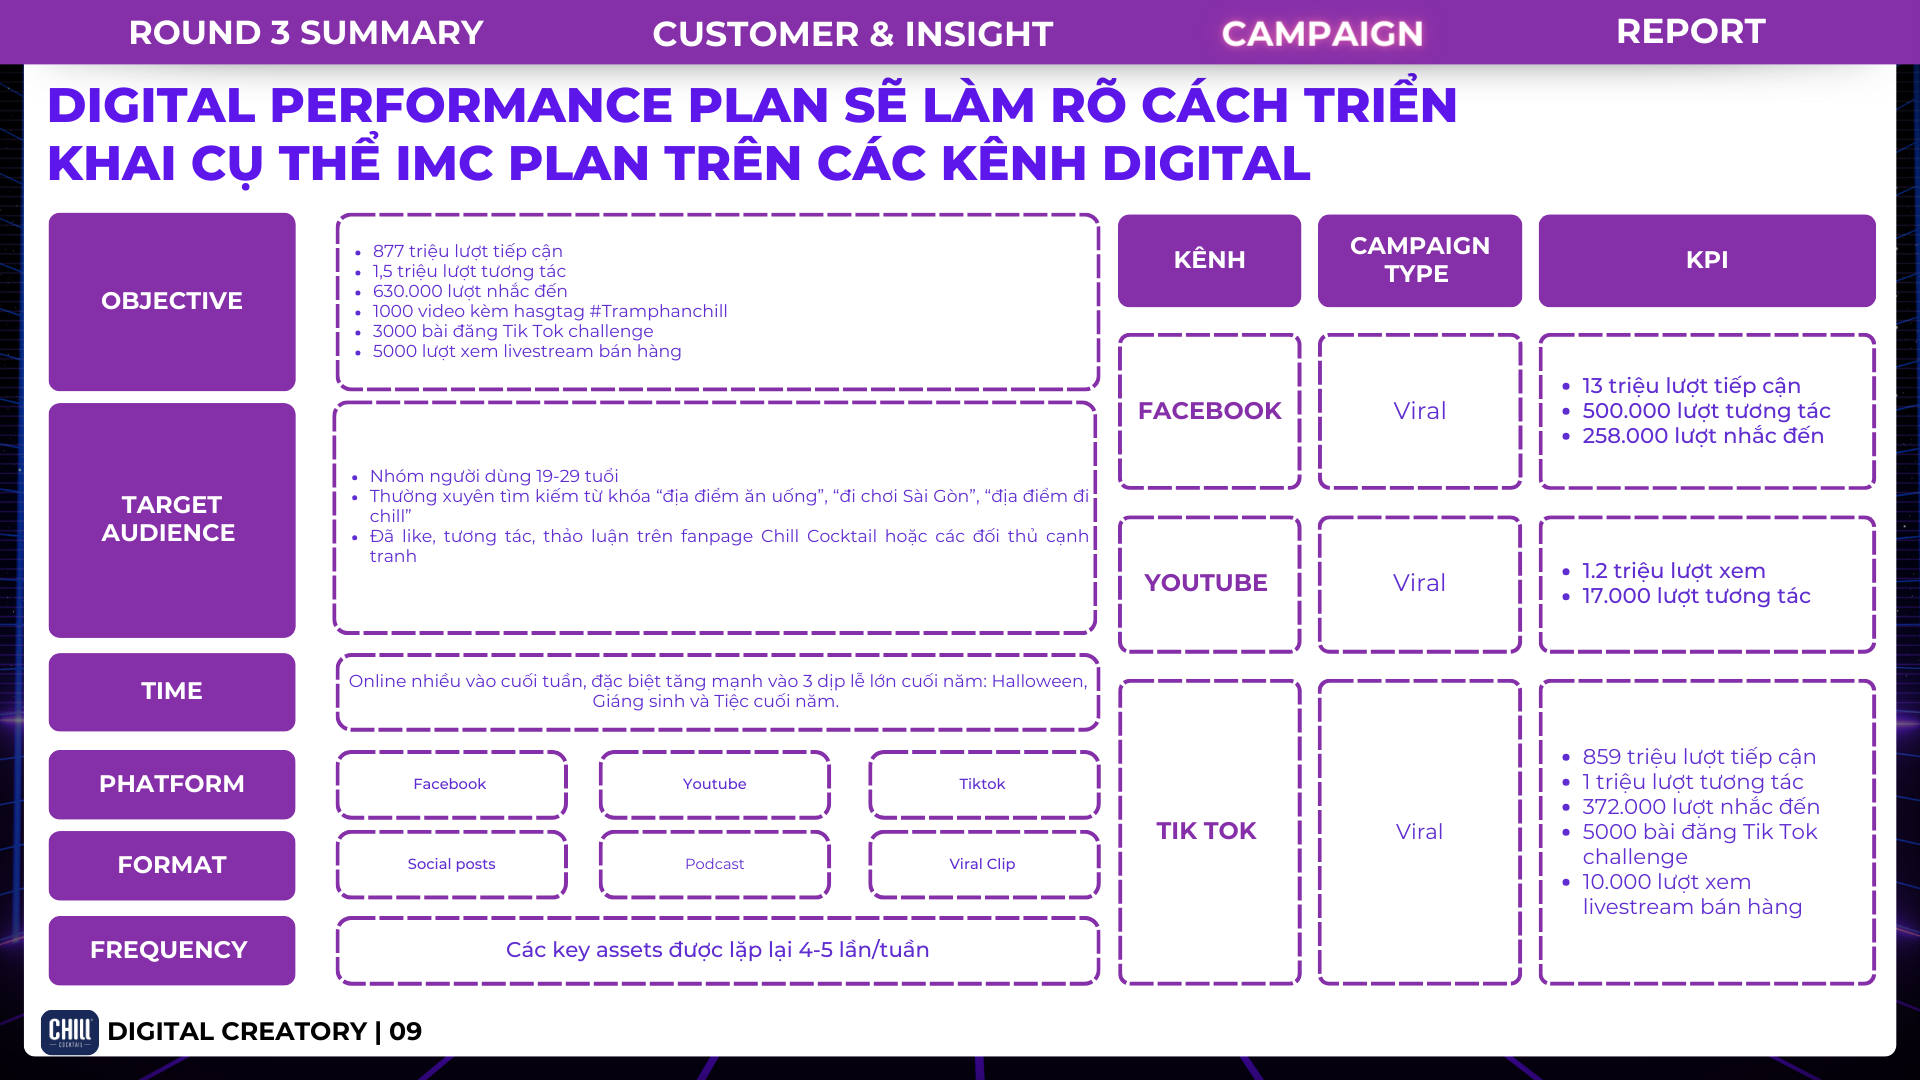 ROUND 3 SUMMARY
CUSTOMER & INSIGHT
CAMPAIGN
REPORT
DIGITAL PERFORMANCE PLAN SẼ LÀM RÕ CÁCH TRIỂN
KHAI CỤ THỂ IMC PLAN TRÊN CÁC KÊNH DIGITAL
OBJECTIVE
• 877 triệu lượt tiếp cận
• 1,5 triệu lượt tương tác
• 630.000 lượt nhắc đến
• 1000 video kèm hasgtag #Tramphanchill
• 3000 bài đăng Tik Tok challenge
• 5000 lượt xem livestream bán hàng
TARGET
AUDIENCE
• Nhóm người dùng 19-29 tuổi
• Thường xuyên tìm kiếm từ khóa “địa điểm ăn uống”, “đi chơi Sài Gòn”, “địa điểm đi
chill”
• Đã like, tương tác, thảo luận trên fanpage Chill Cocktail hoặc các đối thủ cạnh
tranh
TIME
Online nhiều vào cuối tuần, đặc biệt tăng mạnh vào 3 dịp lễ lớn cuối năm: Halloween,
Giáng sinh và Tiệc cuối năm.
PHATFORM
Facebook
Youtube
Tiktok
FORMAT
Social posts
Podcast
Viral Clip
FREQUENCY
Các key assets được lặp lại 4-5 lần/tuần
KÊNH
CAMPAIGN
TYPE
KPI
FACEBOOK
Viral
• 13 triệu lượt tiếp cận
• 500.000 lượt tương tác
• 258.000 lượt nhắc đến
YOUTUBE
Viral
• 1.2 triệu lượt xem
• 17.000 lượt tương tác
TIK TOK
Viral
• 859 triệu lượt tiếp cận
• 1 triệu lượt tương tác
• 372.000 lượt nhắc đến
• 5000 bài đăng Tik Tok
challenge
• 10.000 lượt xem
livestream bán hàng
CHILL
COCKTAIL
DIGITAL CREATORY | 09